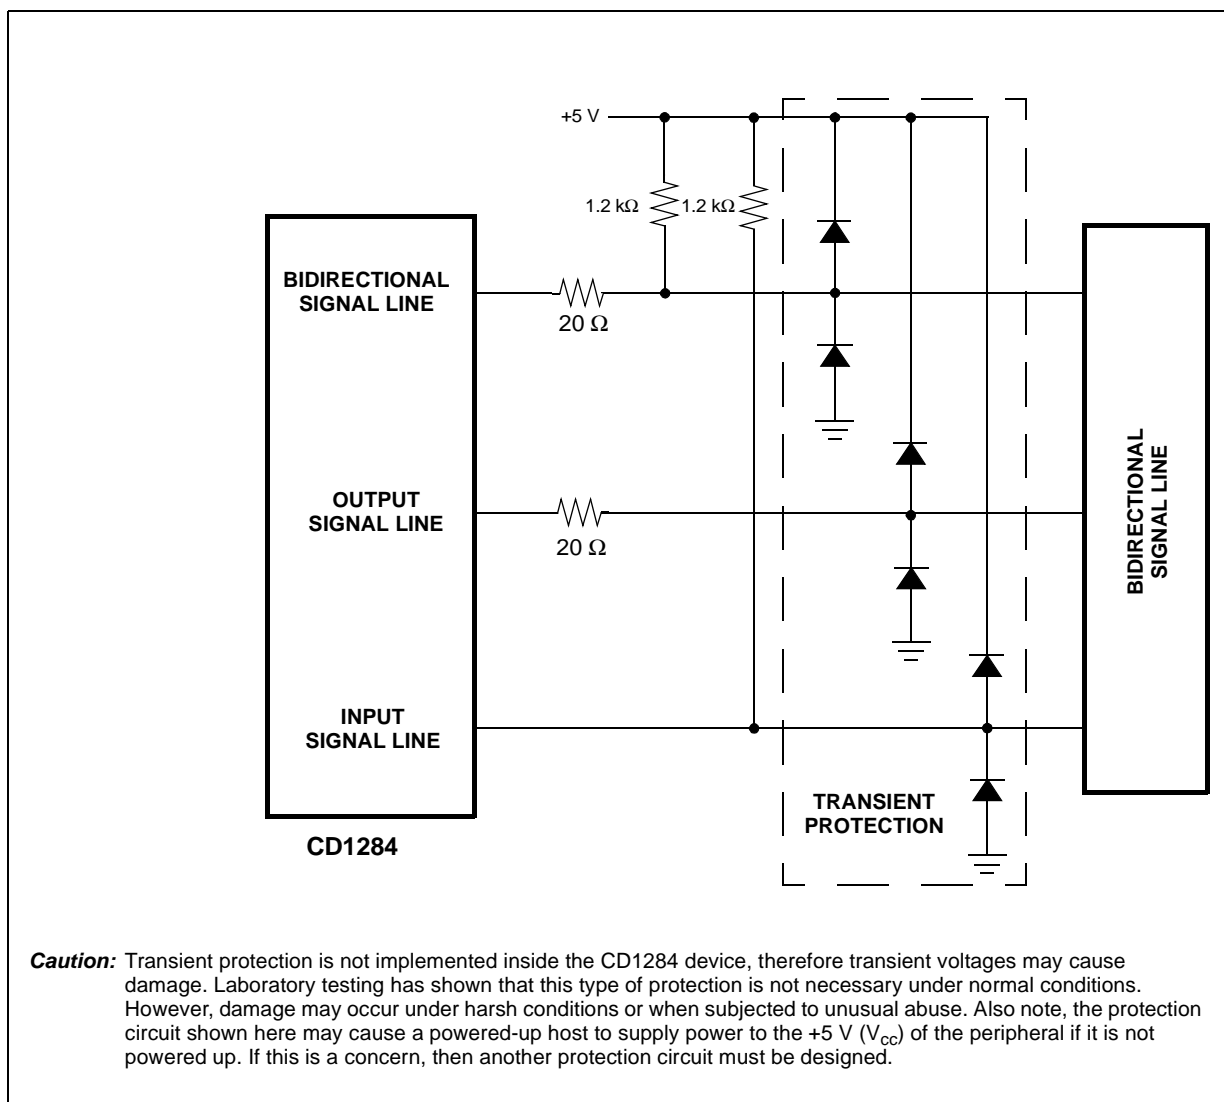 +5 V
1.2 kΩ
1.2 kΩ
BIDIRECTIONAL
SIGNAL LINE
20 Ω
OUTPUT
SIGNAL LINE
20 Ω
INPUT
SIGNAL LINE
CD1284
TRANSIENT
PROTECTION
BIDIRECTIONAL
SIGNAL LINE
Caution: Transient protection is not implemented inside the CD1284 device, therefore transient voltages may cause
damage. Laboratory testing has shown that this type of protection is not necessary under normal conditions.
However, damage may occur under harsh conditions or when subjected to unusual abuse. Also note, the protection
circuit shown here may cause a powered-up host to supply power to the +5 V (Vcc) of the peripheral if it is not
powered up. If this is a concern, then another protection circuit must be designed.